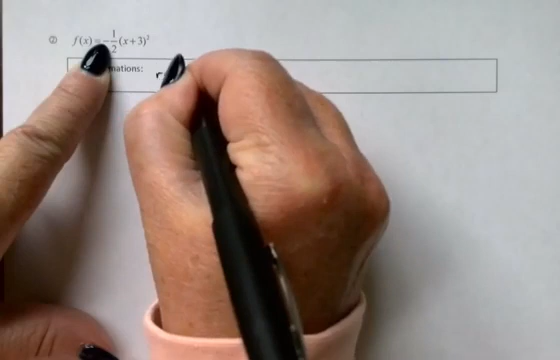 ② f(x) = -1/2(x+3)²
mations: r